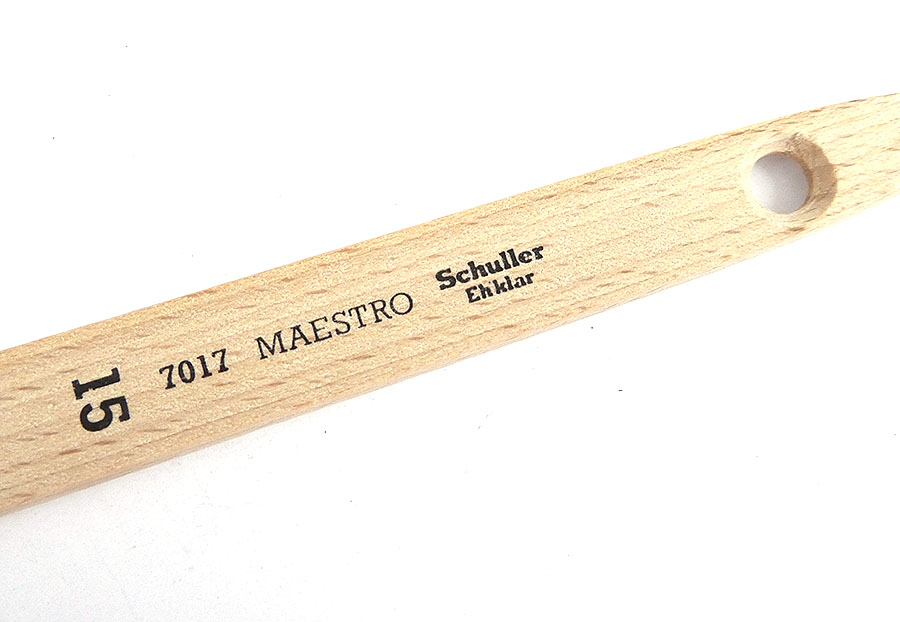 15
7017 MAESTRO
Schuller
Eh'klar